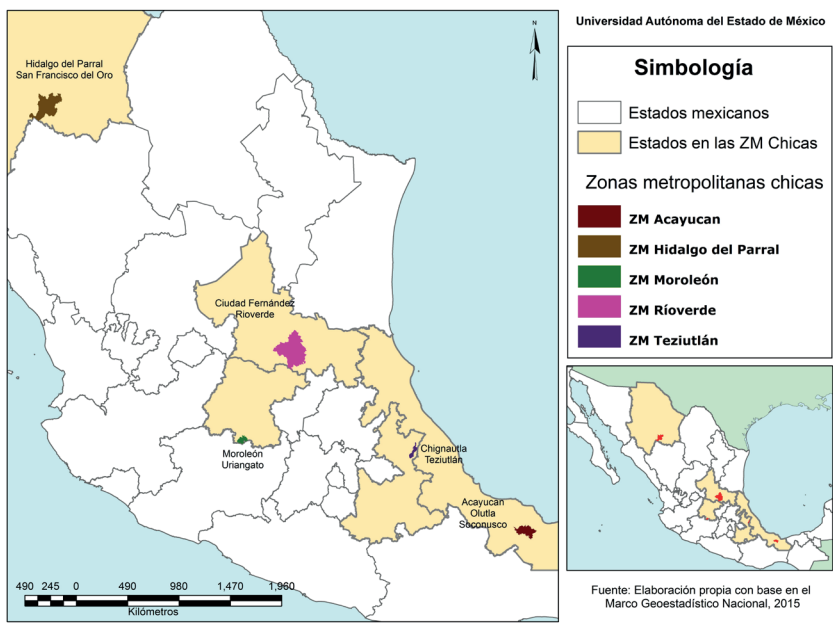 Universidad Autónoma del Estado de México
Hidalgo del Parral
San Francisco del Oro
N
Ciudad Fernández
Rioverde
Moroleón
Uriangato
Chignautla
Teziutlán
Acayucan
Olutla
Soconusco
490 245 0 490 980 1,470 1,960
Kilómetros
Simbología
Estados mexicanos
Estados en las ZM Chicas
Zonas metropolitanas chicas
ZM Acayucan
ZM Hidalgo del Parral
ZM Moroleón
ZM Ríoverde
ZM Teziutlán
Fuente: Elaboración propia con base en el
Marco Geoestadístico Nacional, 2015